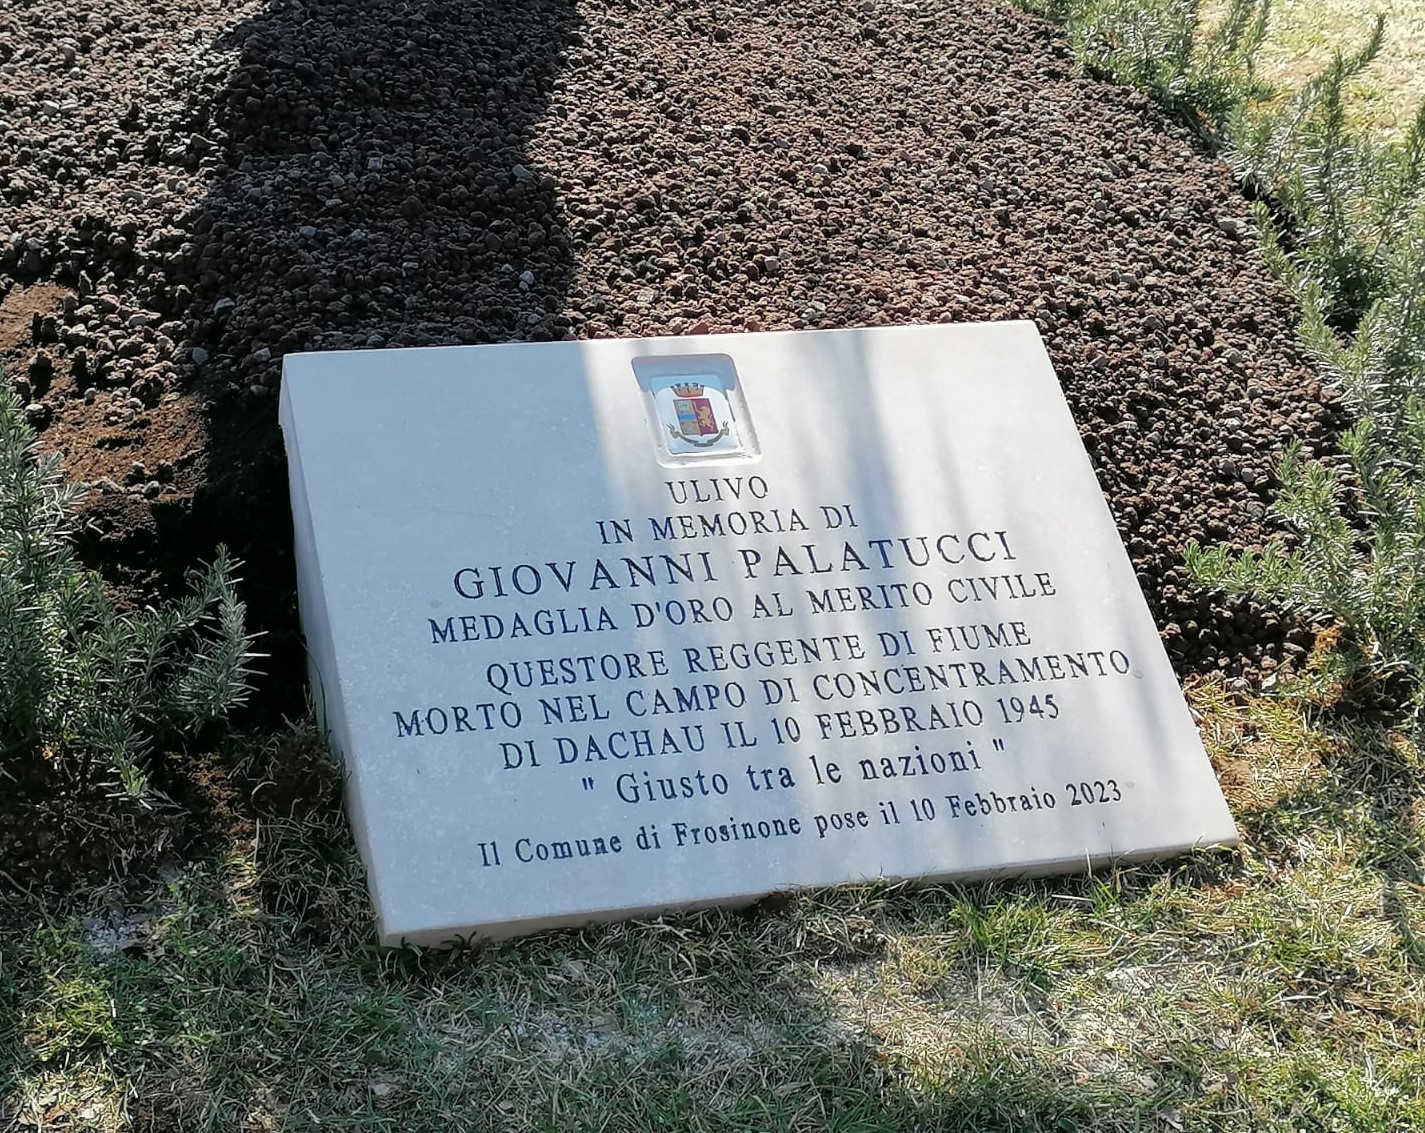 ULIVO
IN MEMORIA DI
GIOVANNI PALATUCCI
MEDAGLIA D'ORO AL MERITO CIVILE
QUESTORE REGGENTE DI FIUME
MORTO NEL CAMPO DI CONCENTRAMENTO
DI DACHAU IL 10 FEBBRAIO 1945
" Giusto tra le nazioni "
Il Comune di Frosinone pose il 10 Febbraio 2023